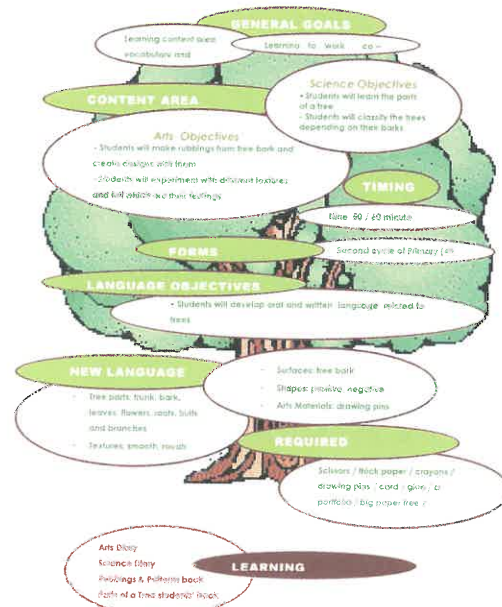 GENERAL GOALS
Learning content area
vocabulary and
Learning to work co –
Science Objectives
• Students will learn the parts
of a tree
- Students will classify the trees
depending on their barks
CONTENT AREA
Arts Objectives
- Students will make rubbings from tree bark and
create designs with them
- Students will experiment with different textures
and tell which are their feelings
TIMING
Time 50 / 60 minute
FORMS
Second cycle of Primary
LANGUAGE OBJECTIVES
- Students will develop oral and written language related to
trees
NEW LANGUAGE
- Tree parts: trunk, bark,
leaves, flowers, roots, fruits
and branches
- Textures: smooth, rough
- Surfaces: tree bark
- Shapes: positive, negative
- Arts Materials: drawing pins
REQUIRED
Scissors / black paper / crayons /
drawing pins / card / glue /
portfolio / big paper tree /
Arts Diary
Science Diary
Rubbings & Patterns book
Parts of a Tree students' book
LEARNING